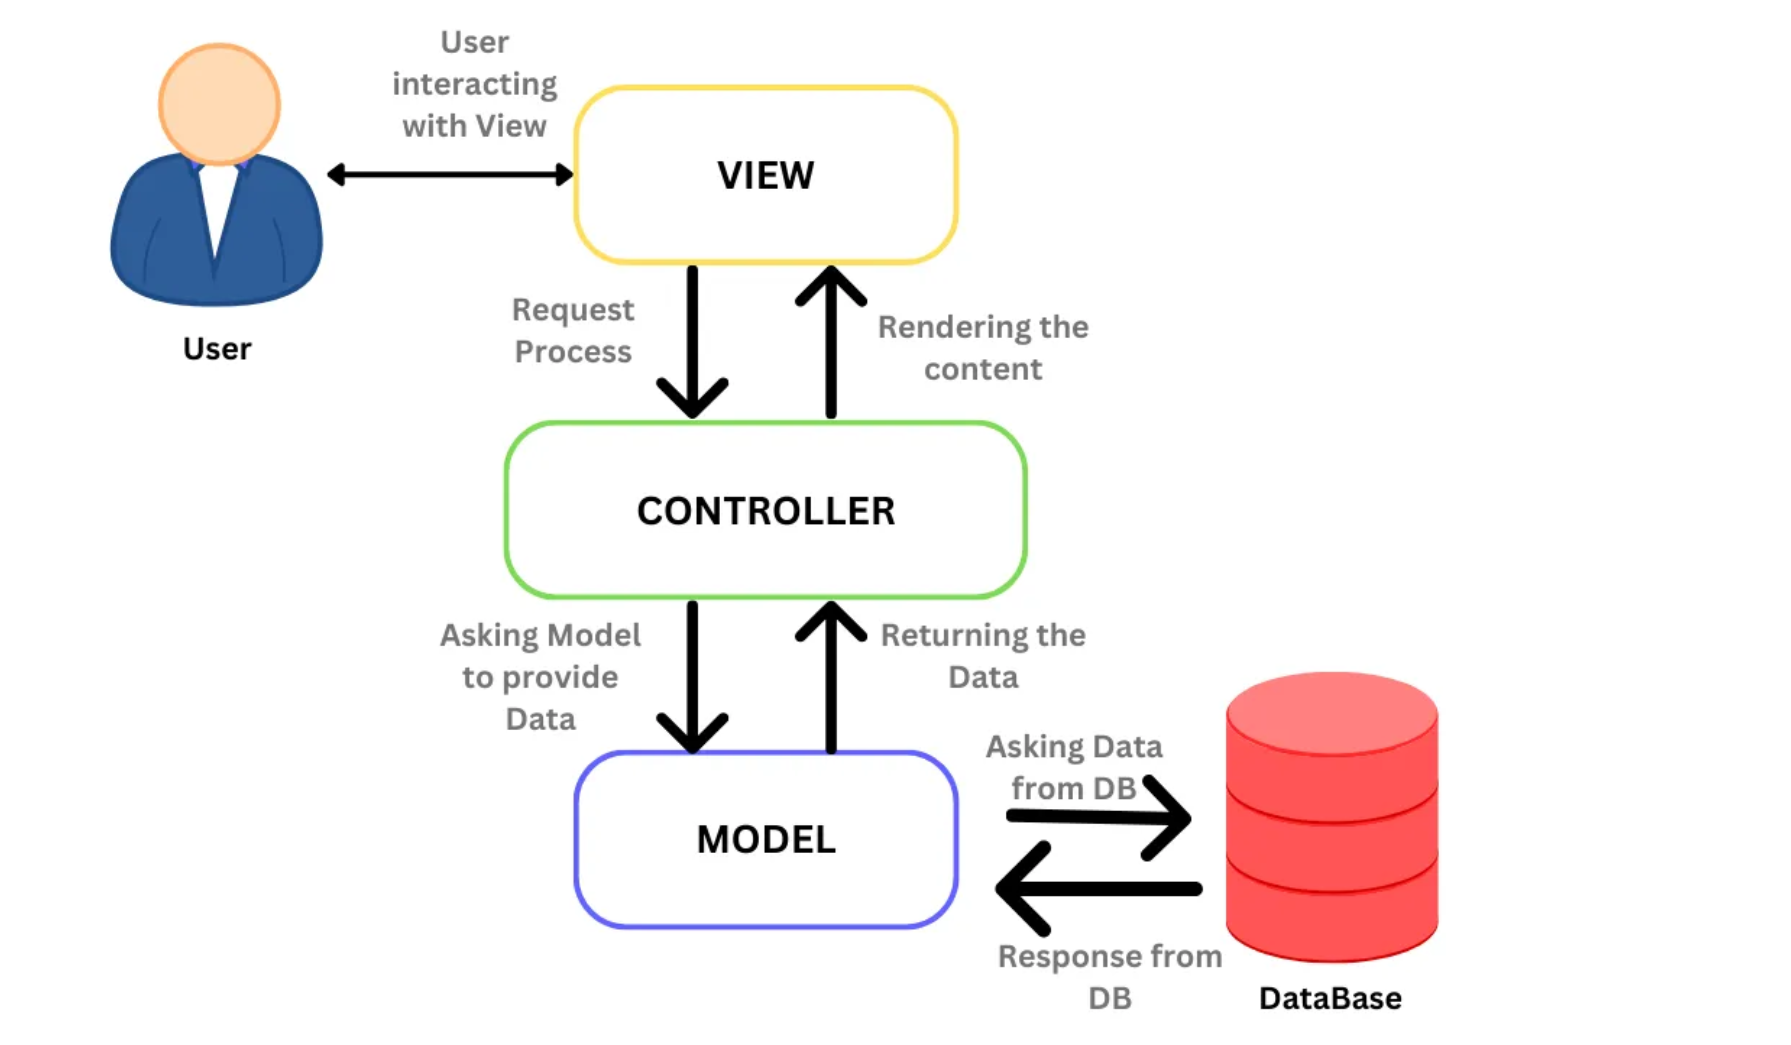 User
interacting
with View
VIEW
User
Request
Process
Rendering the
content
CONTROLLER
Asking Model
to provide
Data
Returning the
Data
MODEL
Asking Data
from DB
Response from
DB
DataBase